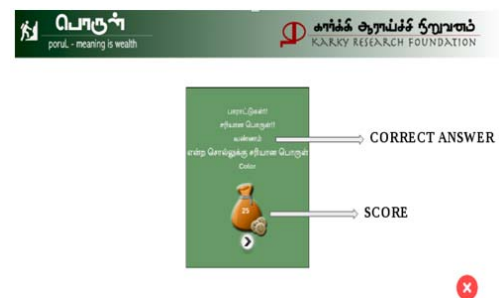 பொருள்
porul - meaning is wealth
கார்க்கி ஆராய்ச்சி நிறுவனம்
KARKY RESEARCH FOUNDATION
பாராட்டுகள்!!
சரியான பொருள்!!
வண்ணம்
என்ற சொல்லுக்கு சரியான பொருள்
Color
25
CORRECT ANSWER
SCORE